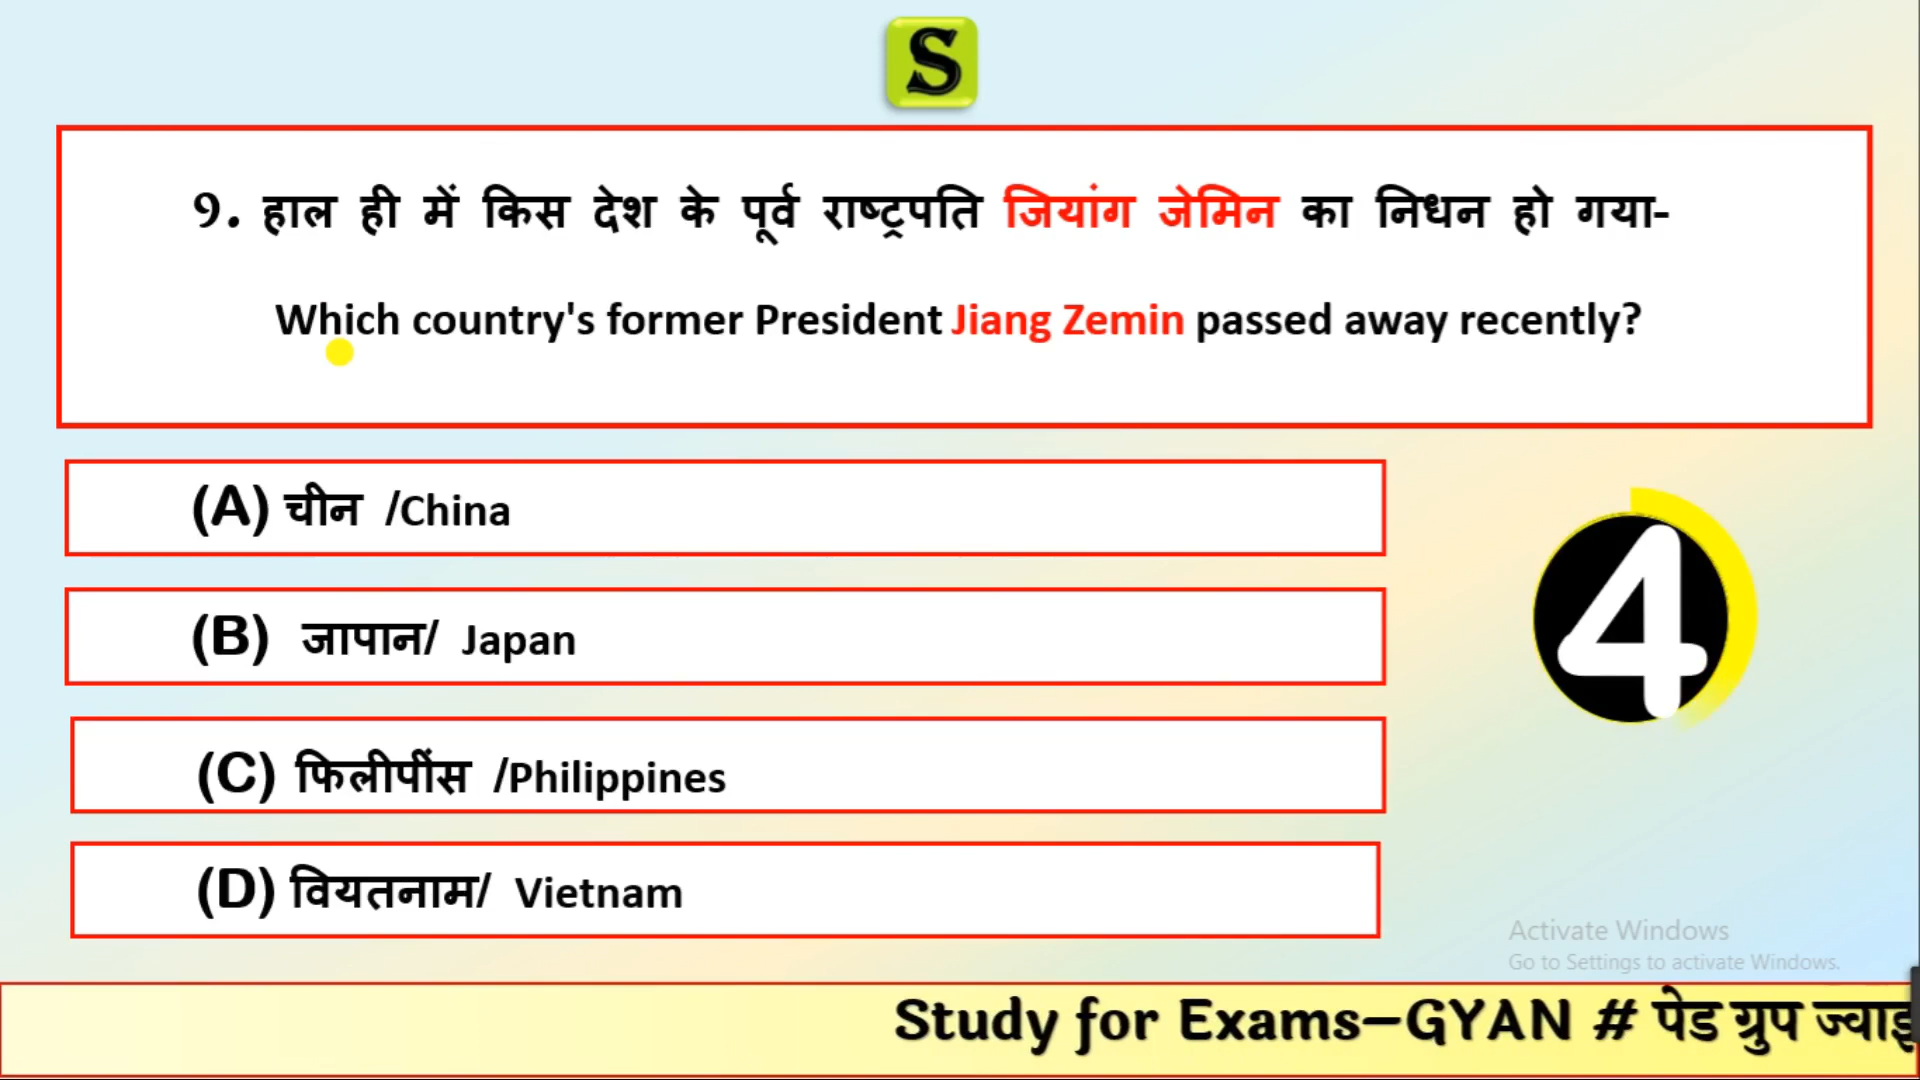 S
9. हाल ही में किस देश के पूर्व राष्ट्रपति जियांग जेमिन का निधन हो गया-
Which country's former President Jiang Zemin passed away recently?
(A) चीन /China
(B) जापान/ Japan
4
(C) फिलीपींस /Philippines
(D) वियतनाम/ Vietnam
Activate Windows
Go to Settings to activate Windows.
Study for Exams–GYAN # पेड ग्रुप ज्वाइ